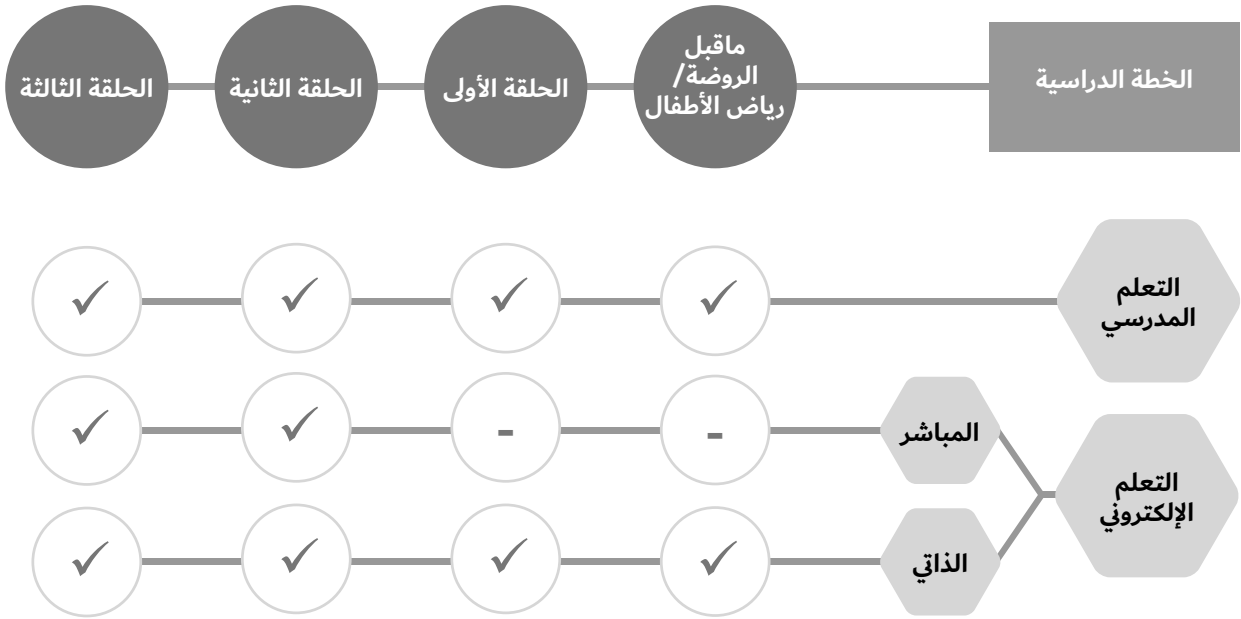 الخطة الدراسية
ماقبل
الروضة/
رياض الأطفال
الحلقة الأولى
الحلقة الثانية
الحلقة الثالثة
التعلم
المدرسي
✓ ✓ ✓ ✓
التعلم
الإلكتروني
المباشر
- - ✓ ✓
الذاتي
✓ ✓ ✓ ✓